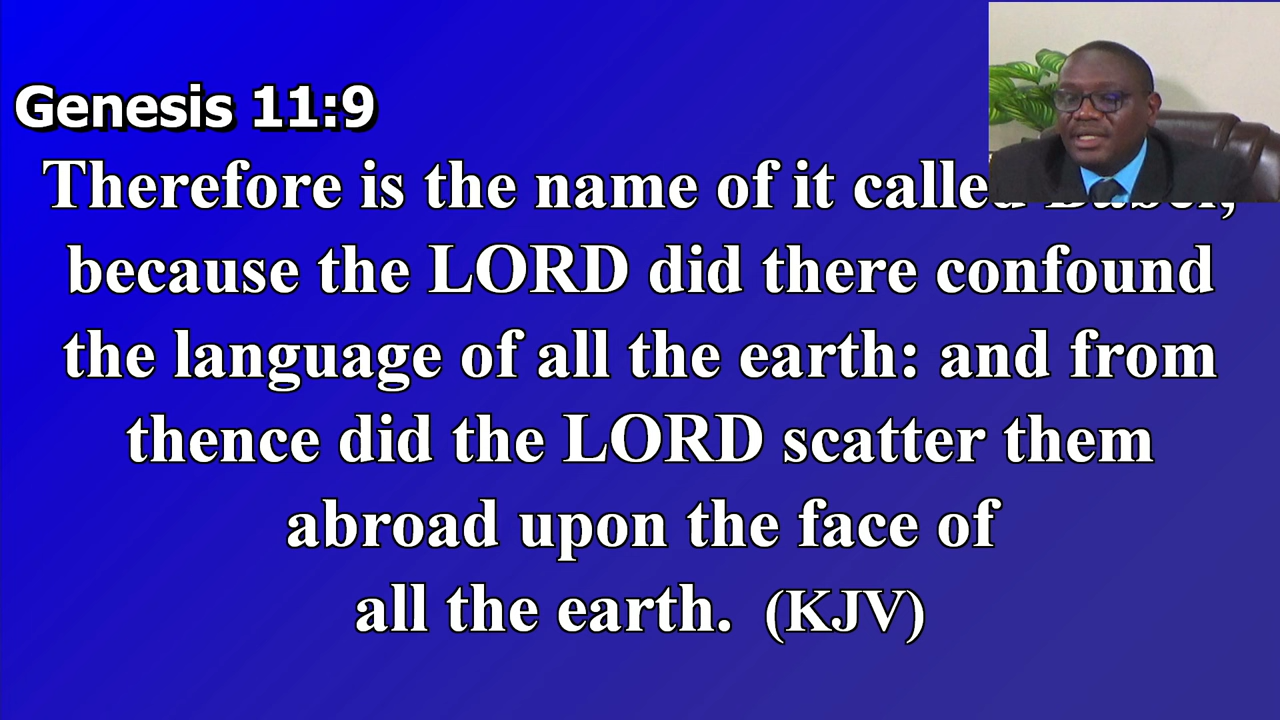 Genesis 11:9
Therefore is the name of it called
because the LORD did there confound
the language of all the earth: and from
thence did the LORD scatter them
abroad upon the face of
all the earth. (KJV)